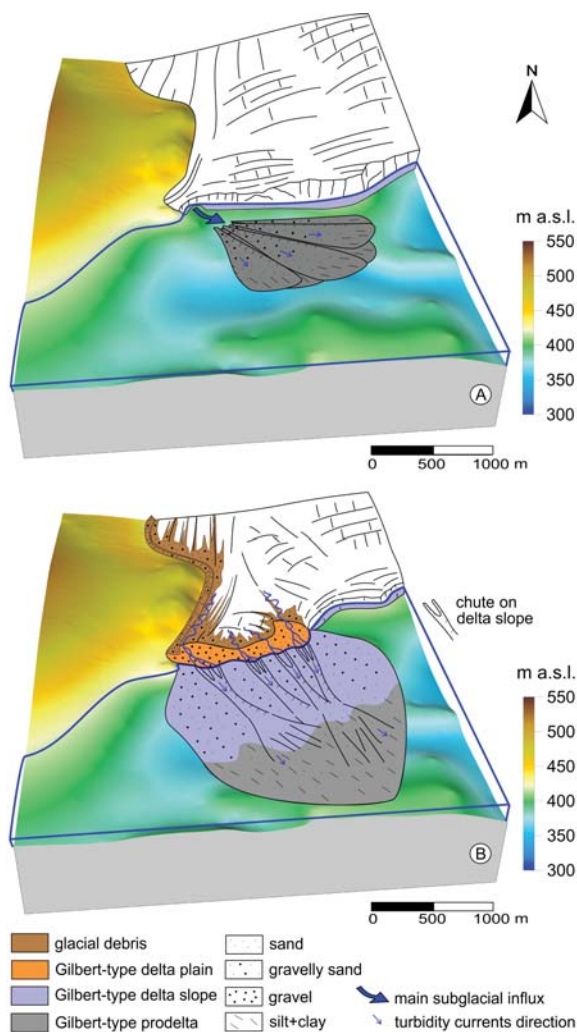 N
m a.s.l.
550
500
450
400
350
300
A
0 500 1000 m
chute on
delta slope
m a.s.l.
550
500
450
400
350
300
B
0 500 1000 m
glacial debris
Gilbert-type delta plain
Gilbert-type delta slope
Gilbert-type prodelta
sand
gravelly sand
gravel
silt+clay
main subglacial influx
turbidity currents direction